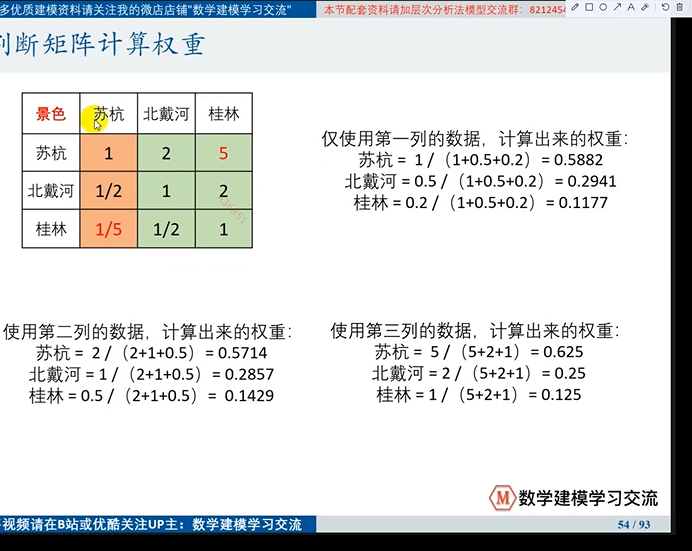 多优质建模资料请关注我的微店店铺"数学建模学习交流"
本节配套资料请加层次分析法模型交流群：8212454
判断矩阵计算权重
景色 苏杭 北戴河 桂林
苏杭 1 2 5
北戴河 1/2 1 2
桂林 1/5 1/2 1
仅使用第一列的数据，计算出来的权重：
苏杭 = 1 /（1+0.5+0.2）= 0.5882
北戴河 = 0.5 /（1+0.5+0.2）= 0.2941
桂林 = 0.2 /（1+0.5+0.2）= 0.1177
使用第二列的数据，计算出来的权重：
苏杭 = 2 /（2+1+0.5）= 0.5714
北戴河 = 1 /（2+1+0.5）= 0.2857
桂林 = 0.5 /（2+1+0.5）= 0.1429
使用第三列的数据，计算出来的权重：
苏杭 = 5 /（5+2+1）= 0.625
北戴河 = 2 /（5+2+1）= 0.25
桂林 = 1 /（5+2+1）= 0.125
M 数学建模学习交流
视频请在B站或优酷关注UP主：数学建模学习交流
54 / 93